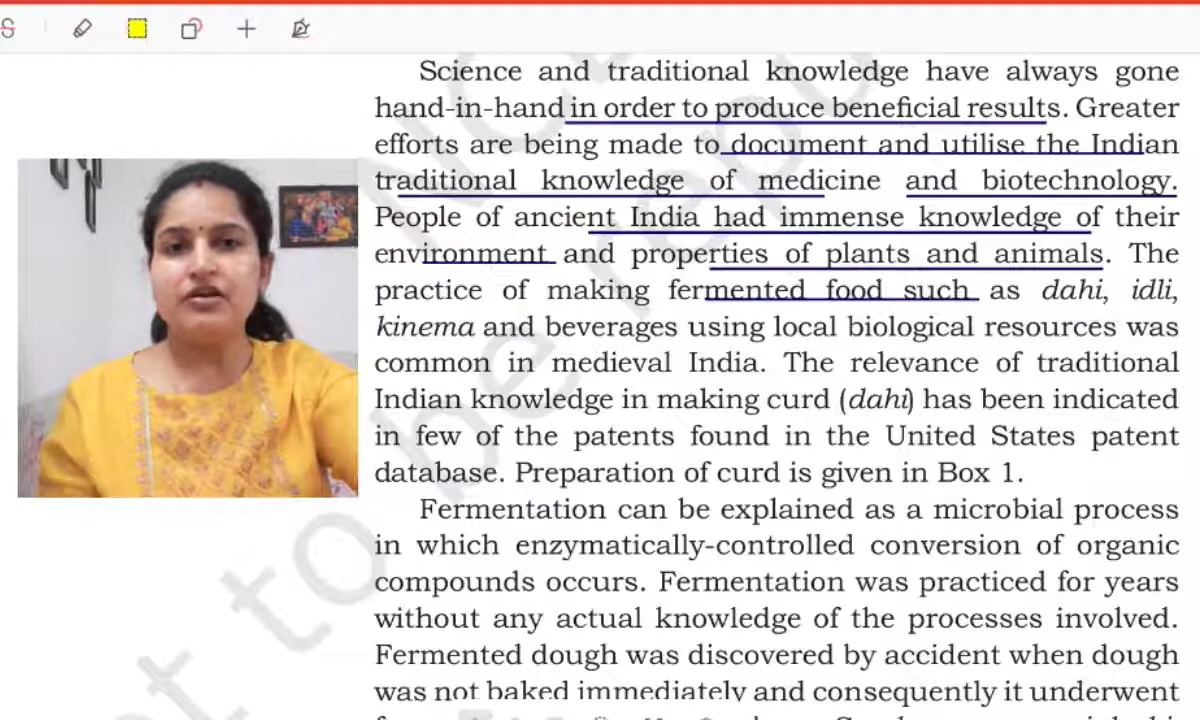 Science and traditional knowledge have always gone
hand-in-hand in order to produce beneficial results. Greater
efforts are being made to document and utilise the Indian
traditional knowledge of medicine and biotechnology.
People of ancient India had immense knowledge of their
environment and properties of plants and animals. The
practice of making fermented food such as dahi, idli,
kinema and beverages using local biological resources was
common in medieval India. The relevance of traditional
Indian knowledge in making curd (dahi) has been indicated
in few of the patents found in the United States patent
database. Preparation of curd is given in Box 1.
Fermentation can be explained as a microbial process
in which enzymatically-controlled conversion of organic
compounds occurs. Fermentation was practiced for years
without any actual knowledge of the processes involved.
Fermented dough was discovered by accident when dough
was not baked immediately and consequently it underwent